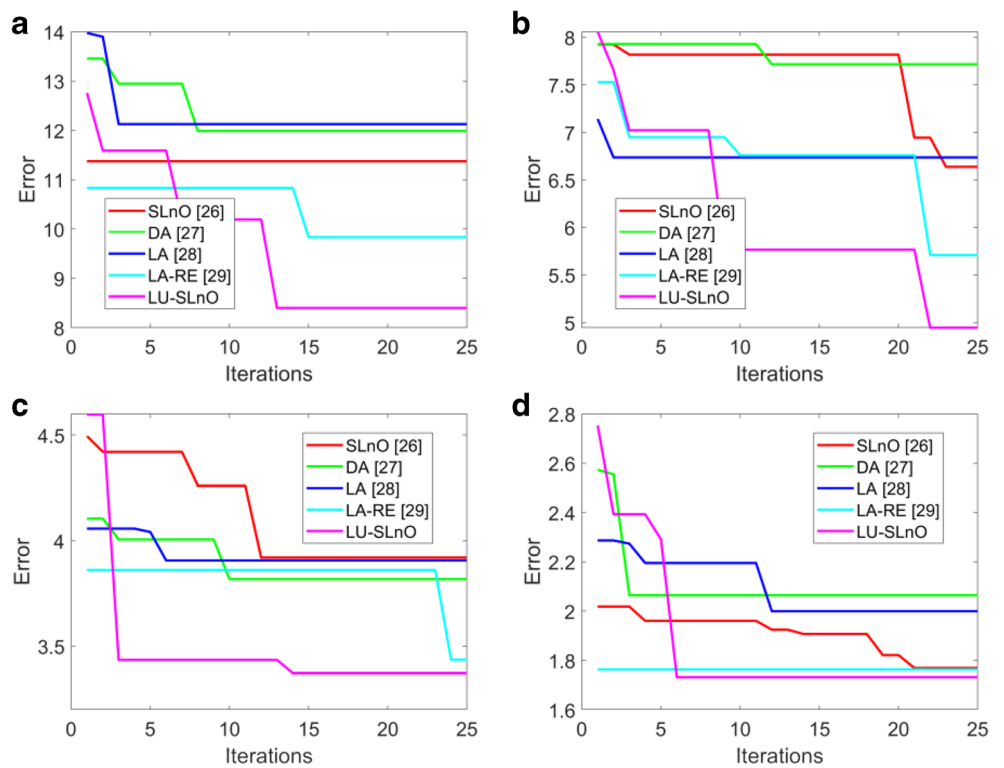 a
14
13
12
11
10
9
8
Error
SLnO [26]
DA [27]
LA [28]
LA-RE [29]
LU-SLnO
0 5 10 15 20 25
Iterations
b
8
7.5
7
6.5
6
5.5
5
Error
SLnO [26]
DA [27]
LA [28]
LA-RE [29]
LU-SLnO
0 5 10 15 20 25
Iterations
c
4.5
4
3.5
Error
SLnO [26]
DA [27]
LA [28]
LA-RE [29]
LU-SLnO
0 5 10 15 20 25
Iterations
d
2.8
2.6
2.4
2.2
2
1.8
1.6
Error
SLnO [26]
DA [27]
LA [28]
LA-RE [29]
LU-SLnO
0 5 10 15 20 25
Iterations